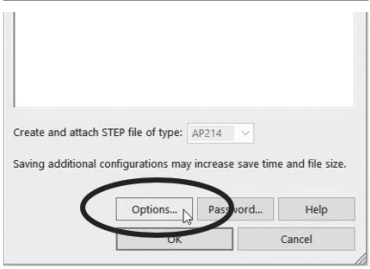 Create and attach STEP file of type: AP214
Saving additional configurations may increase save time and file size.
Options... Password... Help
OK Cancel